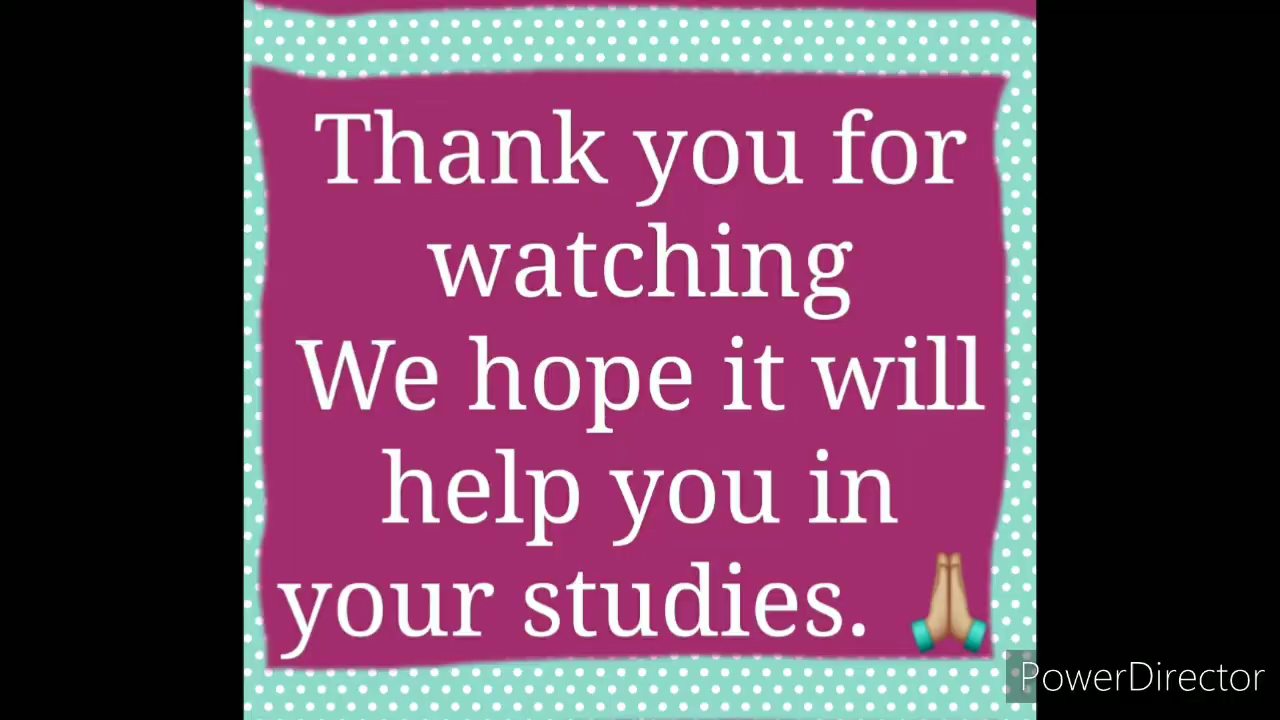 Thank you for
watching
We hope it will
help you in
your studies. 🙏🏽
PowerDirector